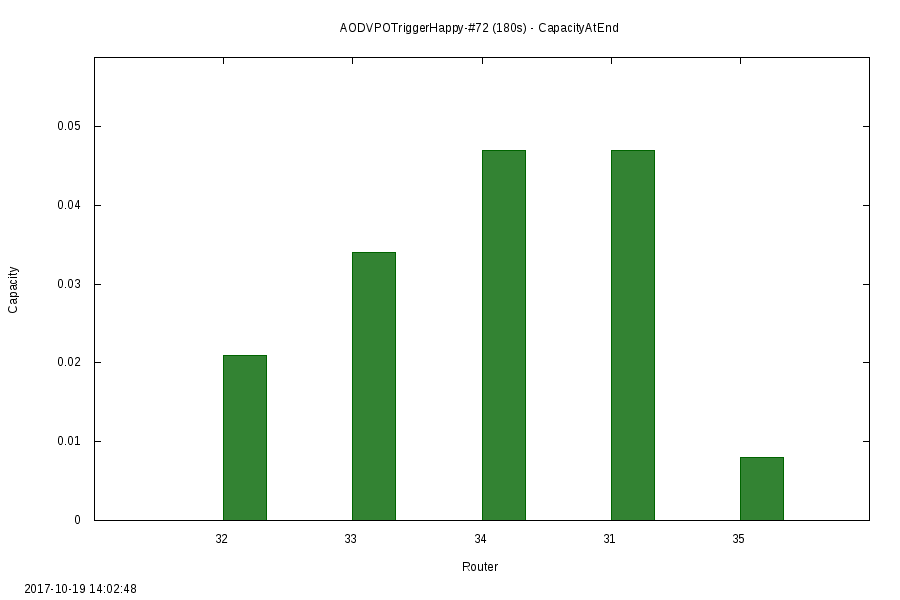 AODVPOTriggerHappy-#72 (180s) - CapacityAtEnd
0.05
0.04
0.03
0.02
0.01
0
Capacity
32 33 34 31 35
Router
2017-10-19 14:02:48